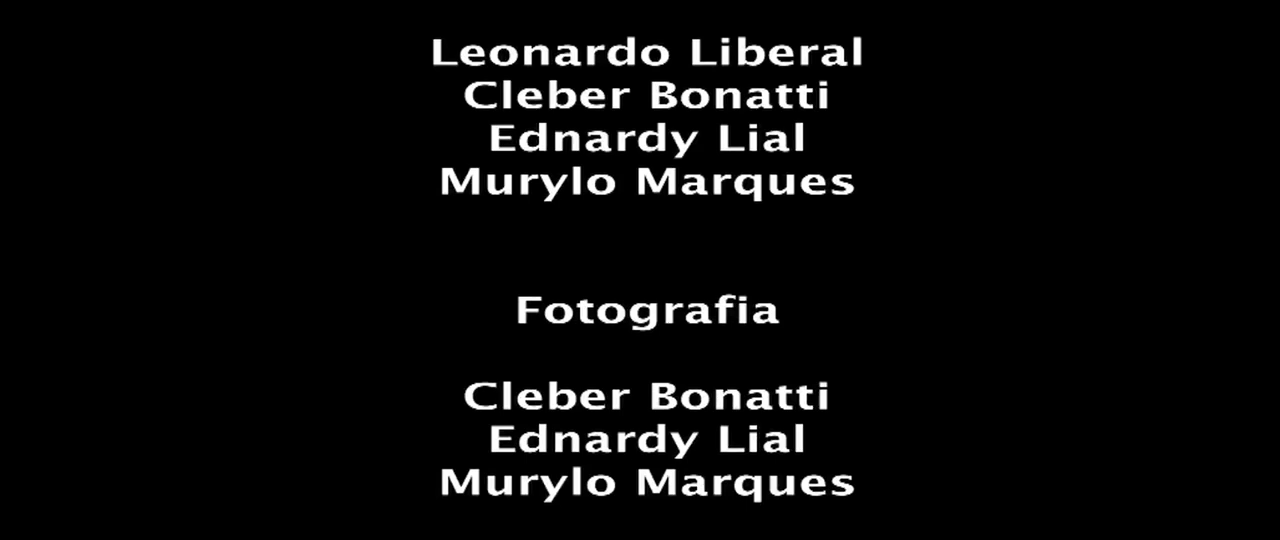 Leonardo Liberal
Cleber Bonatti
Ednardy Lial
Murylo Marques
Fotografia
Cleber Bonatti
Ednardy Lial
Murylo Marques